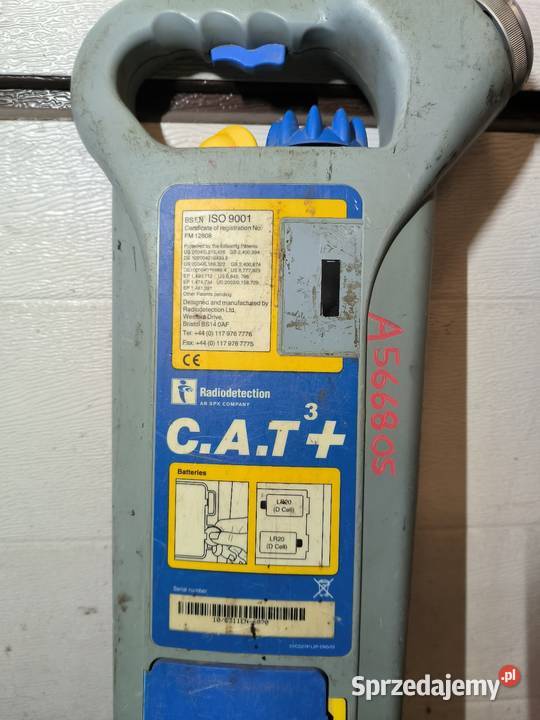 BS EN ISO 9001
Certificate of registration No:
FM 12608
Protected by the following Patents
Other Patents pending
Designed and manufactured by
Radiodetection Ltd,
Western Drive,
Bristol BS14 0AF
Tel: +44 (0) 117 976 7776
Fax: +44 (0) 117 976 7775
CE
A566805
Radiodetection
AN SPX COMPANY
C.A.T3+
Batteries
LR20
(D Cell)
LR20
(D Cell)
Serial number:
Sprzedajemy.pl